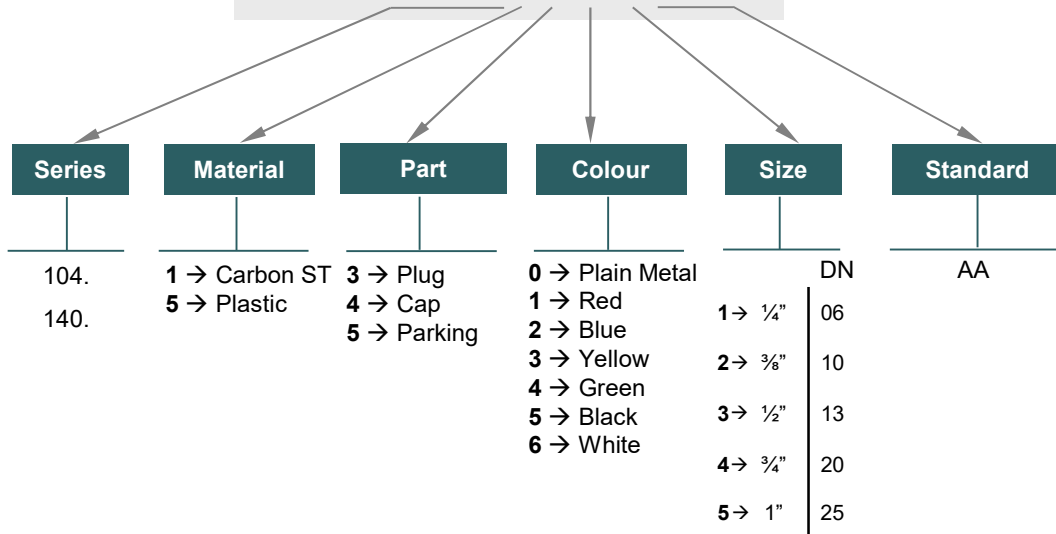 Series
Material
Part
Colour
Size
Standard
104.
140.
1 → Carbon ST
5 → Plastic
3 → Plug
4 → Cap
5 → Parking
0 → Plain Metal
1 → Red
2 → Blue
3 → Yellow
4 → Green
5 → Black
6 → White
DN
1→ ¼” 06
2→ ⅜” 10
3→ ½” 13
4→ ¾” 20
5→ 1” 25
AA